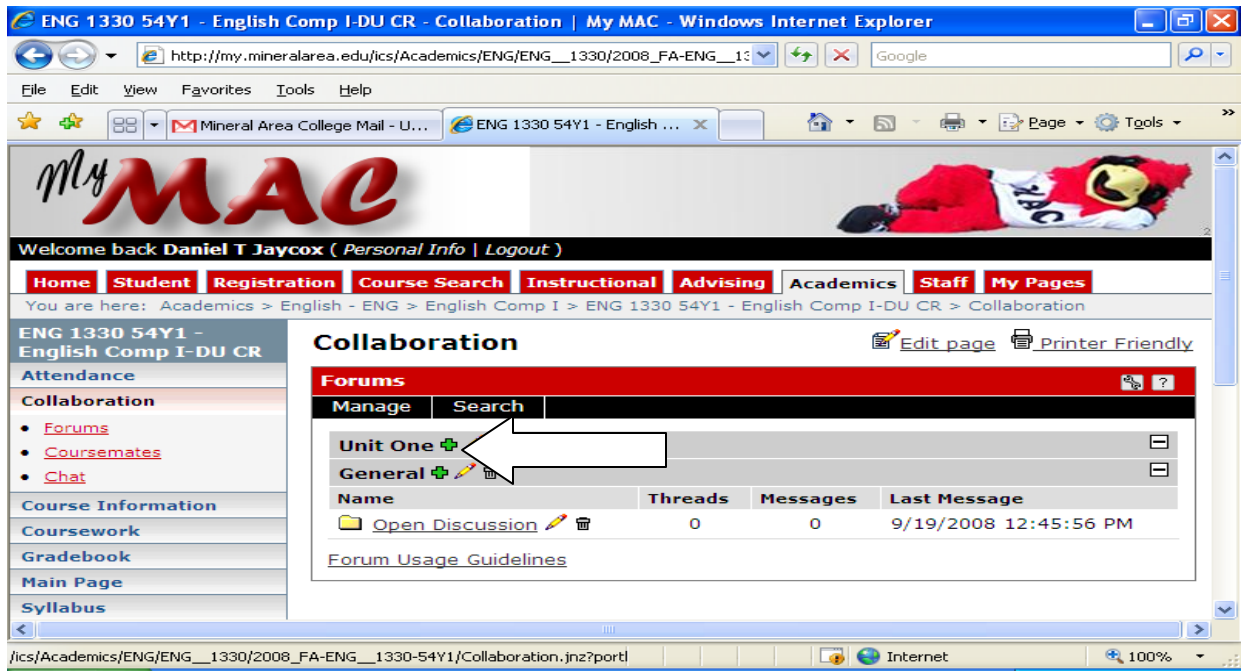 ENG 1330 54Y1 - English Comp I-DU CR - Collaboration | My MAC - Windows Internet Explorer
http://my.mineralarea.edu/ics/Academics/ENG/ENG__1330/2008_FA-ENG__13
Google
File Edit View Favorites Tools Help
Mineral Area College Mail - U... ENG 1330 54Y1 - English ... Page Tools
My MAC
MAC
2
Welcome back Daniel T Jaycox ( Personal Info | Logout )
Home Student Registration Course Search Instructional Advising Academics Staff My Pages
You are here: Academics > English - ENG > English Comp I > ENG 1330 54Y1 - English Comp I-DU CR > Collaboration
ENG 1330 54Y1 -
English Comp I-DU CR
Attendance
Collaboration
• Forums
• Coursemates
• Chat
Course Information
Coursework
Gradebook
Main Page
Syllabus
Collaboration
Edit page Printer Friendly
Forums ?
Manage Search
Unit One
General
Name Threads Messages Last Message
Open Discussion 0 0 9/19/2008 12:45:56 PM
Forum Usage Guidelines
/ics/Academics/ENG/ENG__1330/2008_FA-ENG__1330-54Y1/Collaboration.jnz?portl Internet 100%